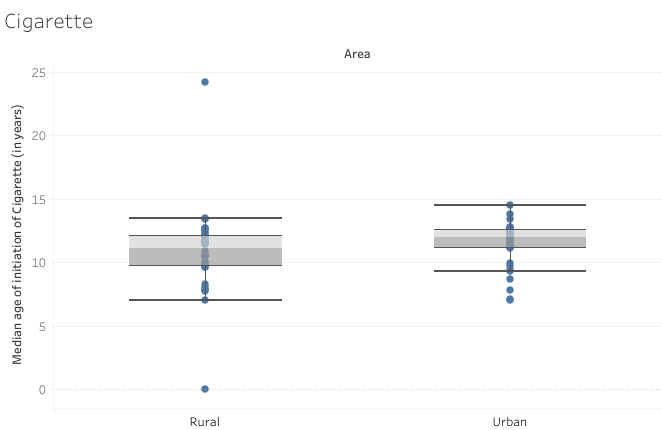 Cigarette
Area
Median age of initiation of Cigarette (in years)
25
20
15
10
5
0
Rural
Urban